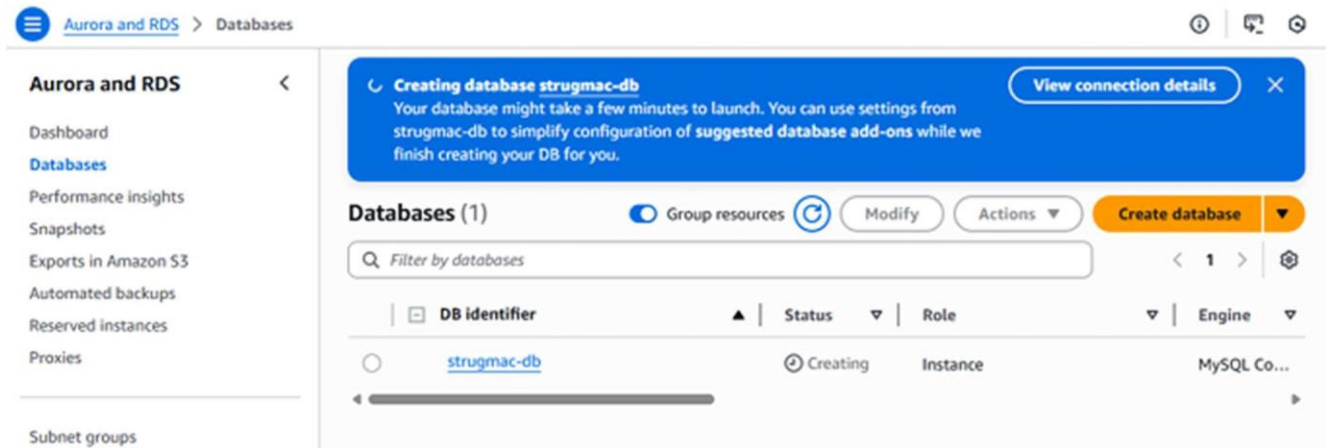 Aurora and RDS > Databases
Aurora and RDS
Dashboard
Databases
Performance insights
Snapshots
Exports in Amazon S3
Automated backups
Reserved instances
Proxies
Subnet groups
Creating database strugmac-db
View connection details
Your database might take a few minutes to launch. You can use settings from
strugmac-db to simplify configuration of suggested database add-ons while we
finish creating your DB for you.
Databases (1) Group resources Modify Actions Create database
Filter by databases < 1 >
DB identifier Status Role Engine
strugmac-db Creating Instance MySQL Co...